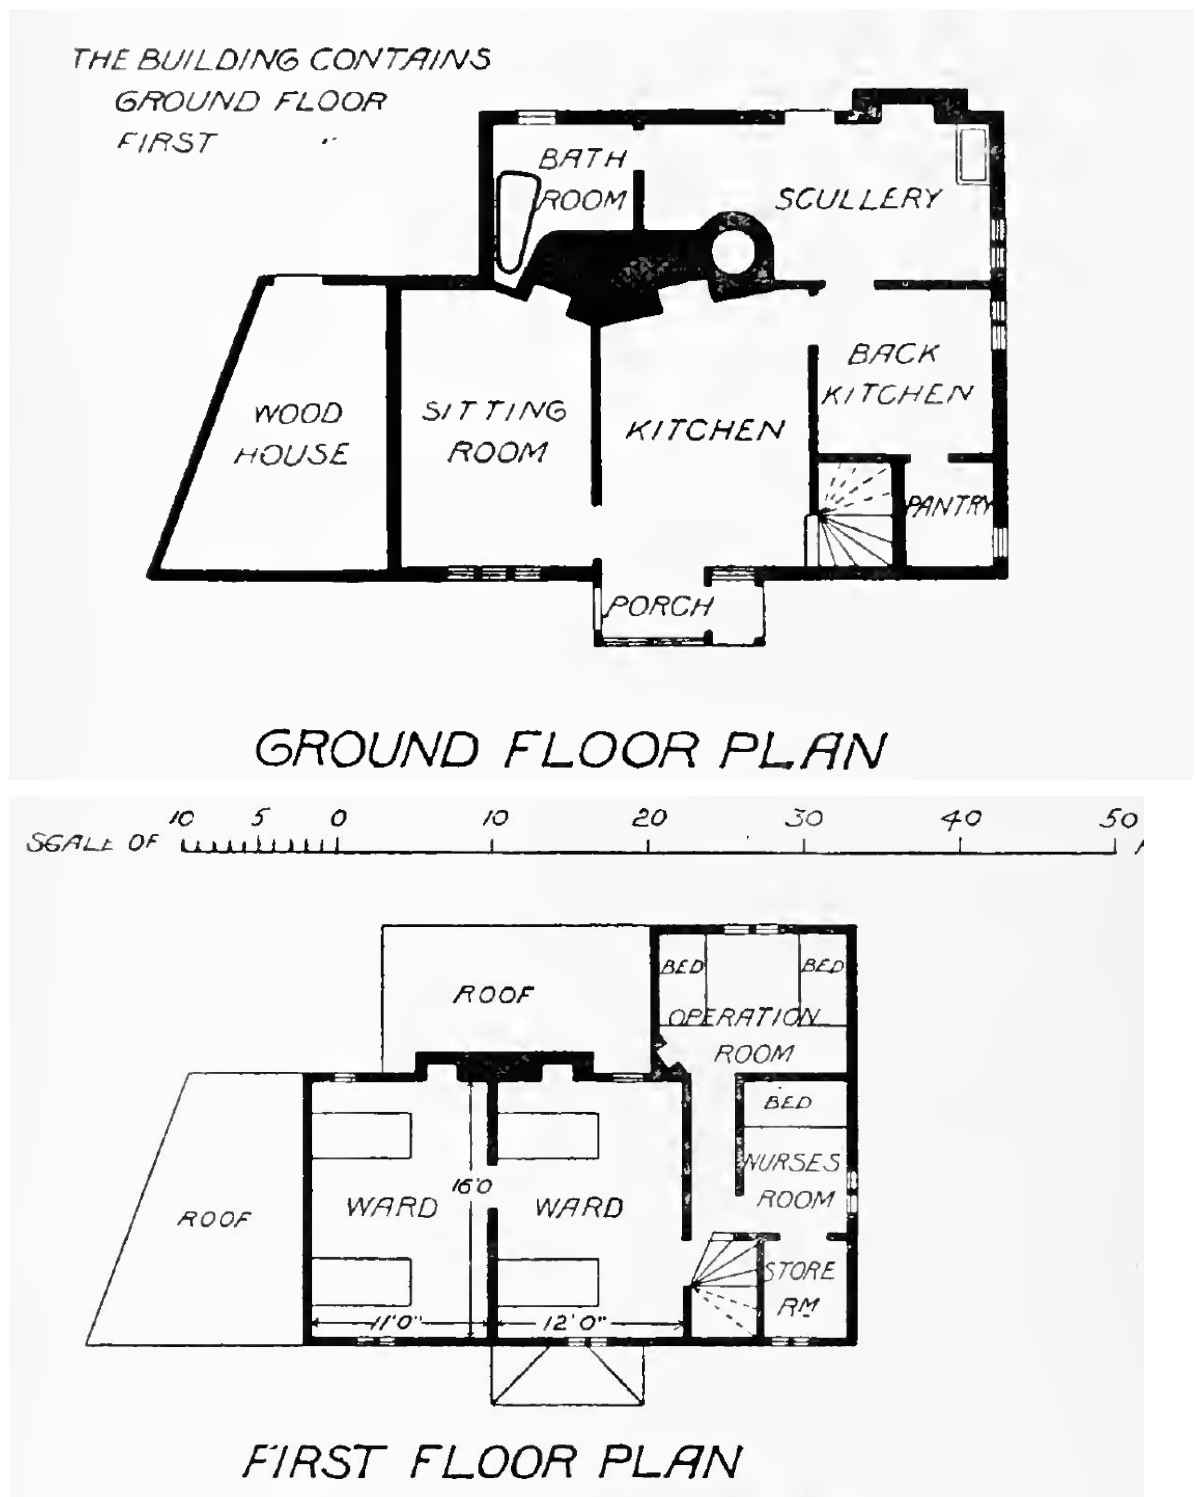 THE BUILDING CONTAINS
GROUND FLOOR
FIRST "
BATH
ROOM
SCULLERY
BACK
KITCHEN
WOOD
HOUSE
SITTING
ROOM
KITCHEN
PANTRY
PORCH
GROUND FLOOR PLAN
10 5 0 10 20 30 40 50
SCALE OF
BED
BED
ROOF
OPERATION
ROOM
BED
NURSES
ROOM
16'0
WARD
WARD
ROOF
STORE
RM
11'0"
12'0"
FIRST FLOOR PLAN